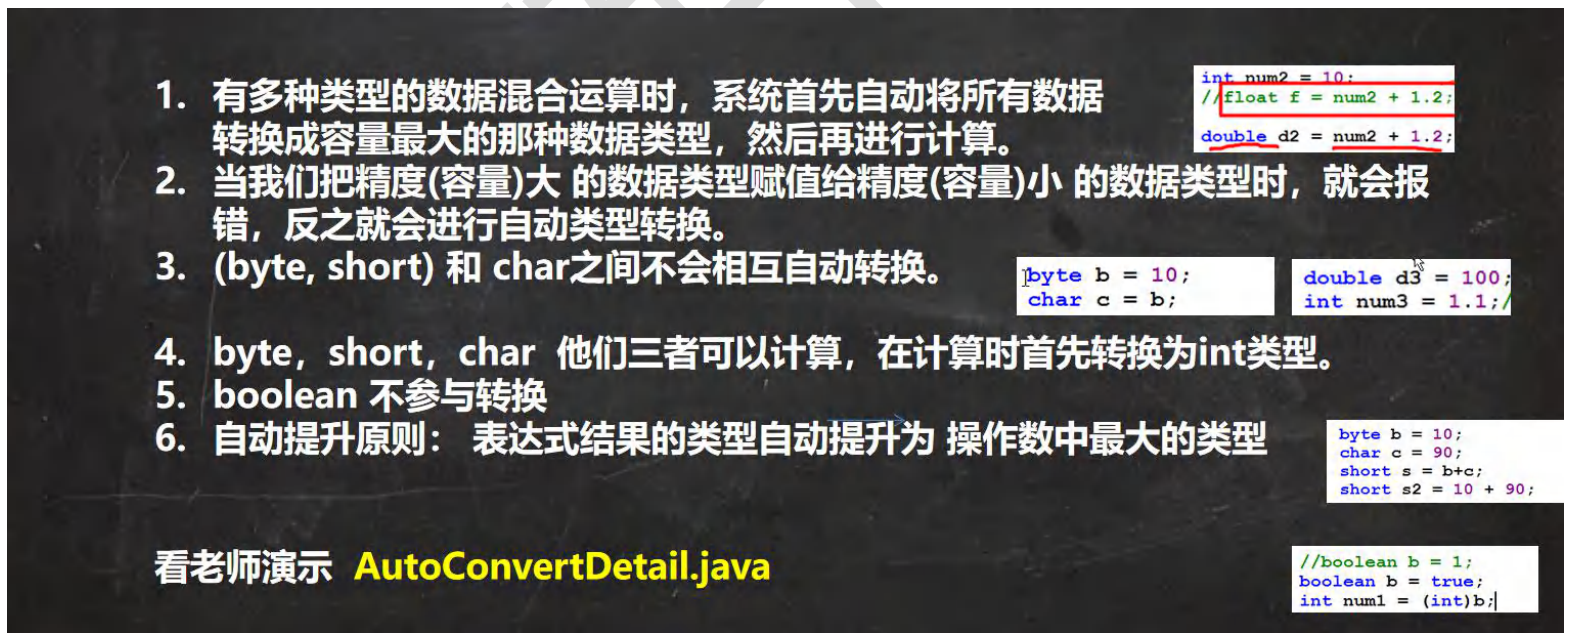 1. 有多种类型的数据混合运算时，系统首先自动将所有数据
转换成容量最大的那种数据类型，然后再进行计算。
int num2 = 10;
//float f = num2 + 1.2;
double d2 = num2 + 1.2;
2. 当我们把精度(容量)大 的数据类型赋值给精度(容量)小 的数据类型时，就会报
错，反之就会进行自动类型转换。
3. (byte, short) 和 char之间不会相互自动转换。
byte b = 10;
char c = b;
double d3 = 100;
int num3 = 1.1;/
4. byte，short，char 他们三者可以计算，在计算时首先转换为int类型。
5. boolean 不参与转换
6. 自动提升原则： 表达式结果的类型自动提升为 操作数中最大的类型
byte b = 10;
char c = 90;
short s = b+c;
short s2 = 10 + 90;
看老师演示 AutoConvertDetail.java
//boolean b = 1;
boolean b = true;
int num1 = (int)b;